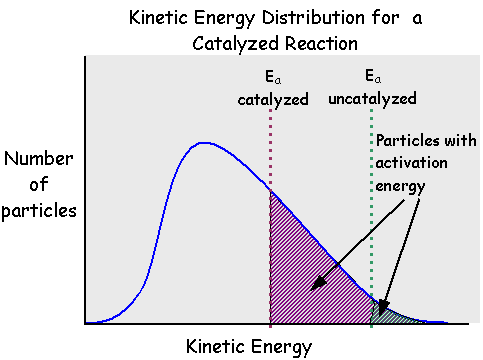 Kinetic Energy Distribution for a
Catalyzed Reaction
Ea
catalyzed
Ea
uncatalyzed
Particles with
activation
energy
Number
of
particles
Kinetic Energy